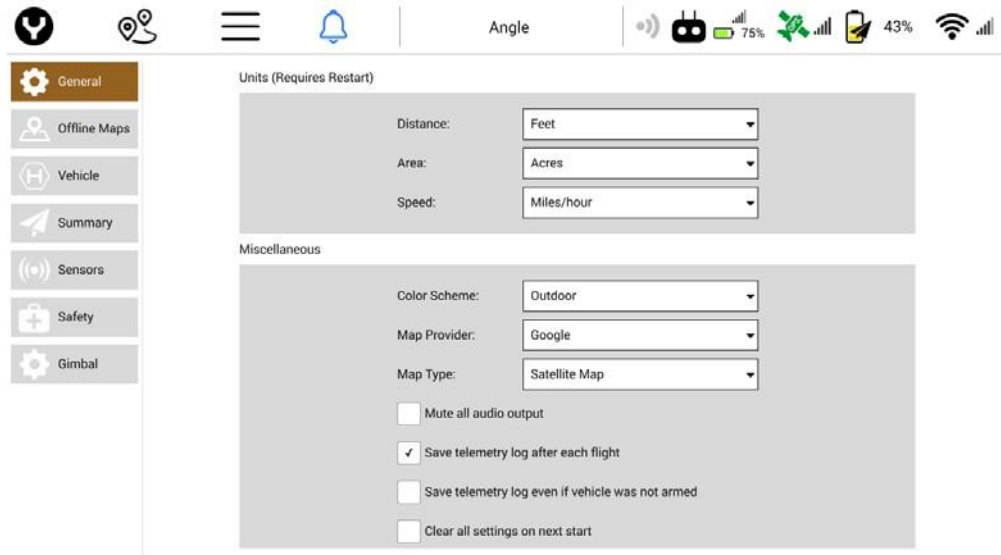 Angle
75%
43%
General
Offline Maps
Vehicle
Summary
Sensors
Safety
Gimbal
Units (Requires Restart)
Distance: Feet
Area: Acres
Speed: Miles/hour
Miscellaneous
Color Scheme: Outdoor
Map Provider: Google
Map Type: Satellite Map
Mute all audio output
Save telemetry log after each flight
Save telemetry log even if vehicle was not armed
Clear all settings on next start